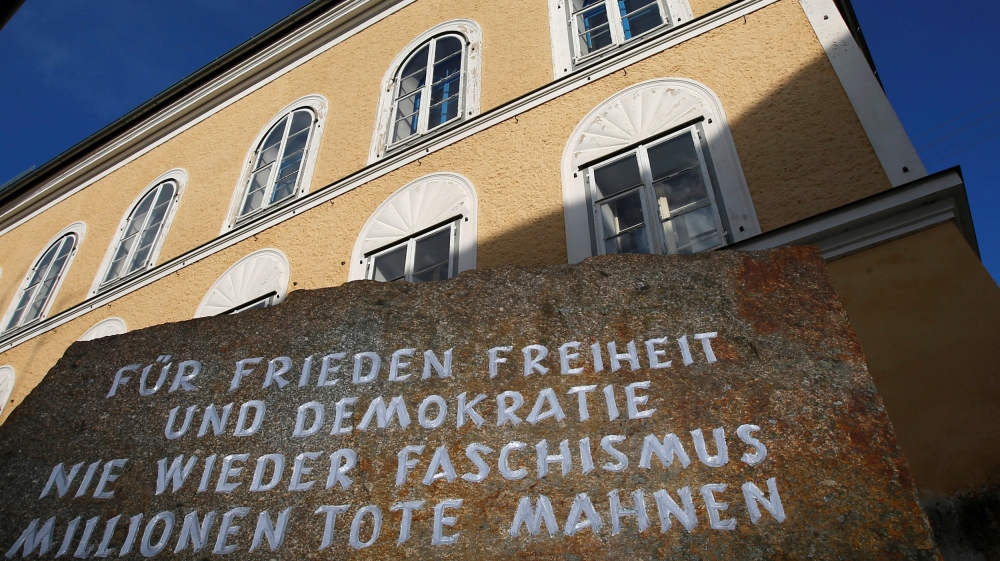 FÜR FRIEDEN FREIHEIT
UND DEMOKRATIE
NIE WIEDER FASCHISMUS
MILLIONEN TOTE MAHNEN